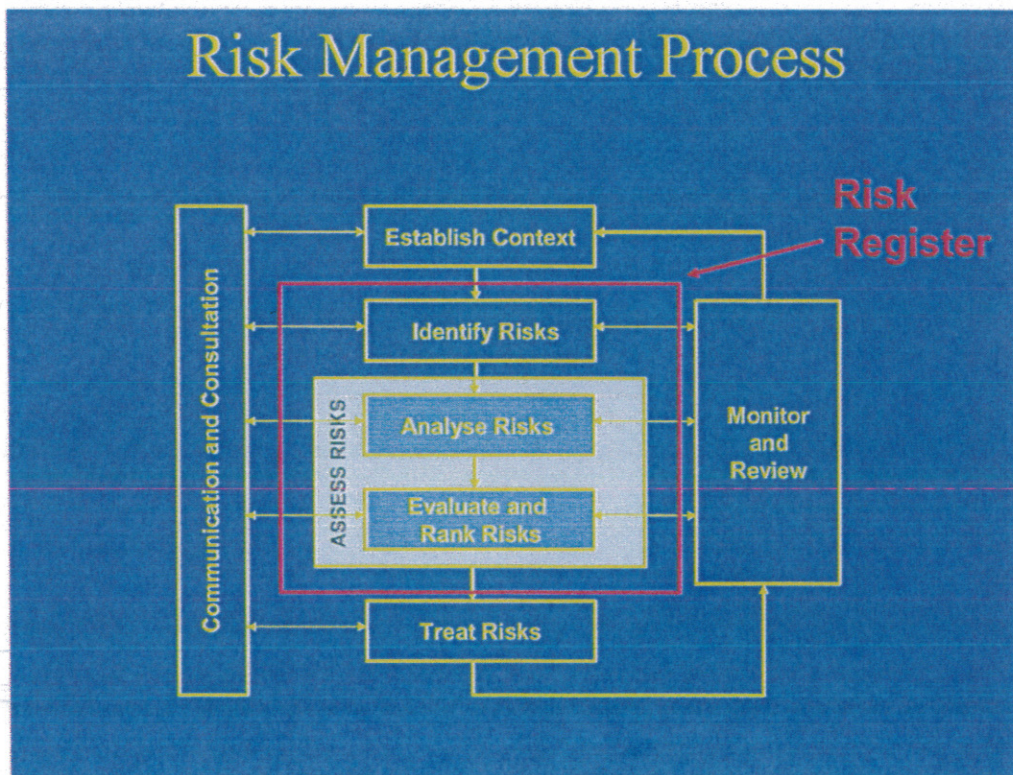 Risk Management Process
Risk
Register
Establish Context
Identify Risks
ASSESS RISKS
Analyse Risks
Evaluate and
Rank Risks
Treat Risks
Communication and Consultation
Monitor
and
Review